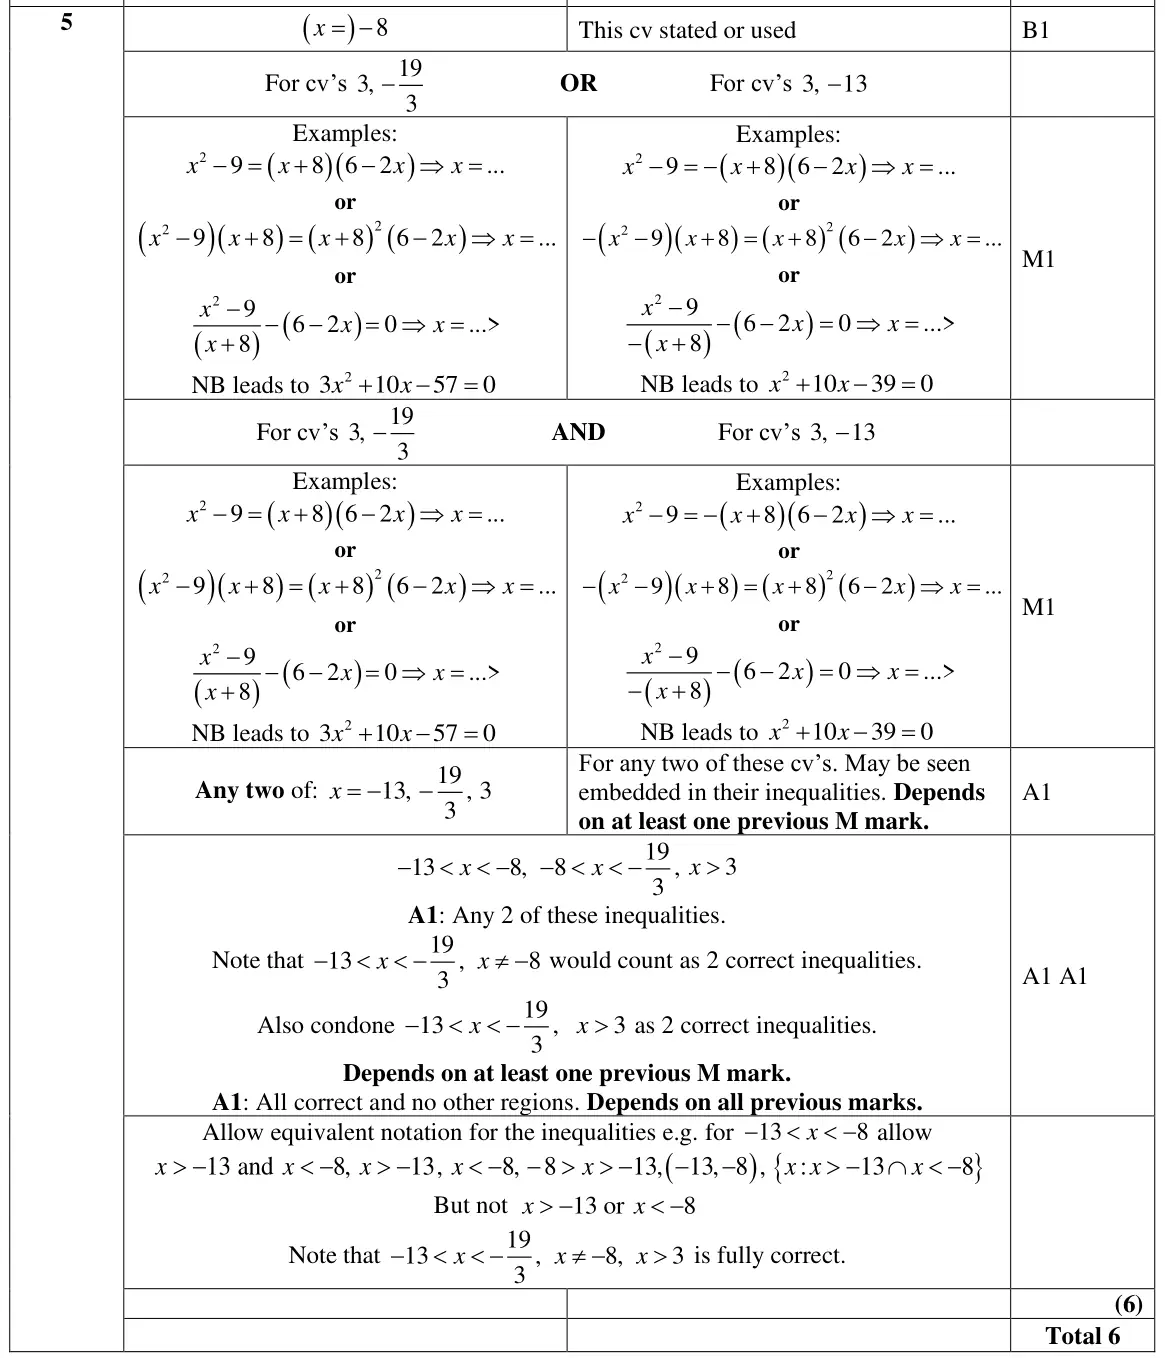 5 (x =) −8 This cv stated or used B1
For cv’s 3, −19/3 OR For cv’s 3, −13
Examples: Examples:
x² − 9 = (x + 8)(6 − 2x) ⇒ x = ... x² − 9 = −(x + 8)(6 − 2x) ⇒ x = ...
or or
(x² − 9)(x + 8) = (x + 8)²(6 − 2x) ⇒ x = ... −(x² − 9)(x + 8) = (x + 8)²(6 − 2x) ⇒ x = ...
M1
or or
(x² − 9)/(x + 8) − (6 − 2x) = 0 ⇒ x = ...> (x² − 9)/−(x + 8) − (6 − 2x) = 0 ⇒ x = ...>
NB leads to 3x² + 10x − 57 = 0 NB leads to x² + 10x − 39 = 0
For cv’s 3, −19/3 AND For cv’s 3, −13
Examples: Examples:
x² − 9 = (x + 8)(6 − 2x) ⇒ x = ... x² − 9 = −(x + 8)(6 − 2x) ⇒ x = ...
or or
(x² − 9)(x + 8) = (x + 8)²(6 − 2x) ⇒ x = ... −(x² − 9)(x + 8) = (x + 8)²(6 − 2x) ⇒ x = ...
M1
or or
(x² − 9)/(x + 8) − (6 − 2x) = 0 ⇒ x = ...> (x² − 9)/−(x + 8) − (6 − 2x) = 0 ⇒ x = ...>
NB leads to 3x² + 10x − 57 = 0 NB leads to x² + 10x − 39 = 0
Any two of: x = −13, −19/3, 3
For any two of these cv’s. May be seen
embedded in their inequalities. Depends
on at least one previous M mark.
A1
−13 < x < −8, −8 < x < −19/3, x > 3
A1: Any 2 of these inequalities.
Note that −13 < x < −19/3, x ≠ −8 would count as 2 correct inequalities.
A1 A1
Also condone −13 < x < −19/3, x > 3 as 2 correct inequalities.
Depends on at least one previous M mark.
A1: All correct and no other regions. Depends on all previous marks.
Allow equivalent notation for the inequalities e.g. for −13 < x < −8 allow
x > −13 and x < −8, x > −13, x < −8, −8 > x > −13, (−13, −8), {x : x > −13 ∩ x < −8}
But not x > −13 or x < −8
Note that −13 < x < −19/3, x ≠ −8, x > 3 is fully correct.
(6)
Total 6